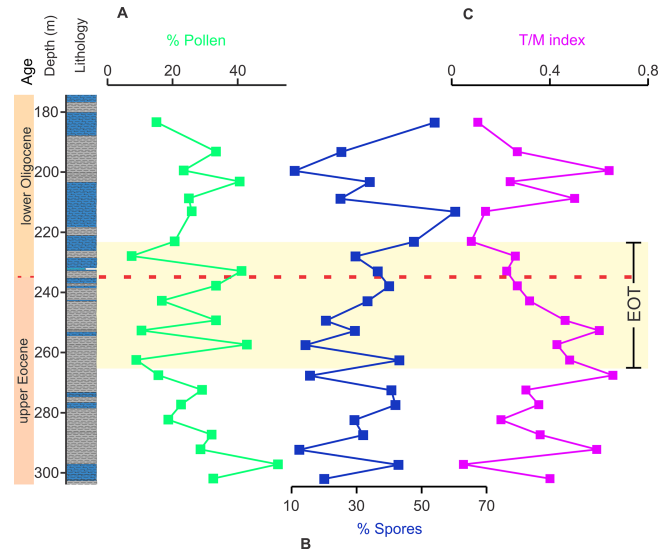 A
C
% Pollen
T/M index
Age
Depth (m)
Lithology
0
20
40
0
0.4
0.8
180
200
220
240
260
280
300
lower Oligocene
upper Eocene
EOT
10
30
50
70
% Spores
B